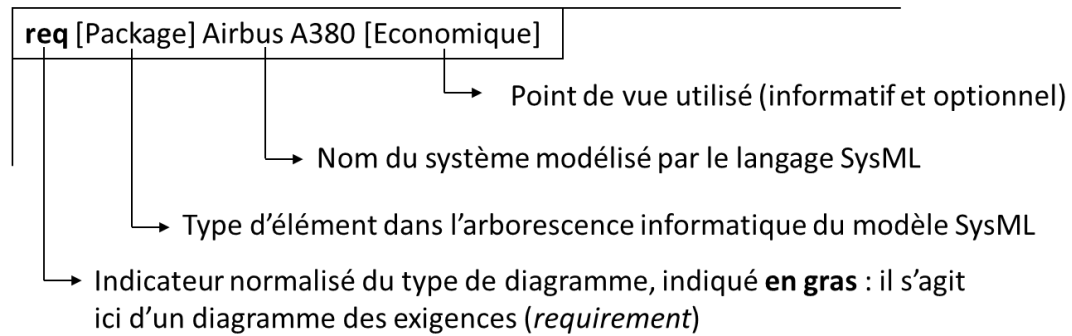 req [Package] Airbus A380 [Economique]
Point de vue utilisé (informatif et optionnel)
Nom du système modélisé par le langage SysML
Type d’élément dans l’arborescence informatique du modèle SysML
Indicateur normalisé du type de diagramme, indiqué en gras : il s’agit
ici d’un diagramme des exigences (requirement)